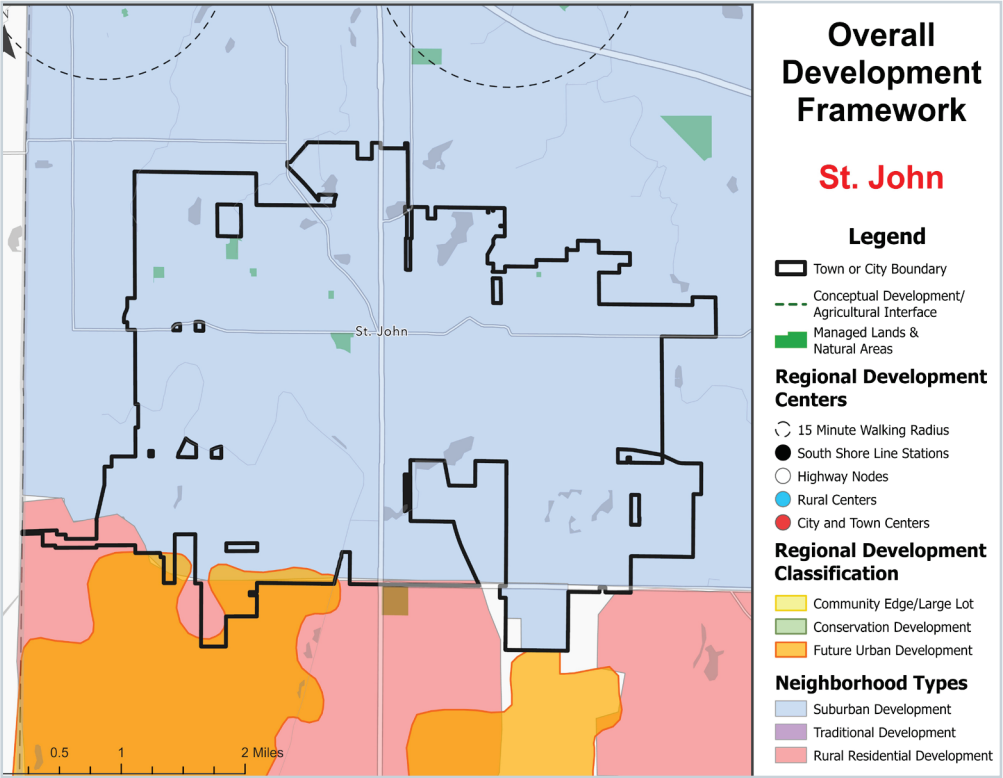 Overall
Development
Framework
St. John
Legend
Town or City Boundary
Conceptual Development/
Agricultural Interface
Managed Lands &
Natural Areas
Regional Development
Centers
15 Minute Walking Radius
South Shore Line Stations
Highway Nodes
Rural Centers
City and Town Centers
Regional Development
Classification
Community Edge/Large Lot
Conservation Development
Future Urban Development
Neighborhood Types
Suburban Development
Traditional Development
Rural Residential Development
St. John
0.5 1 2 Miles